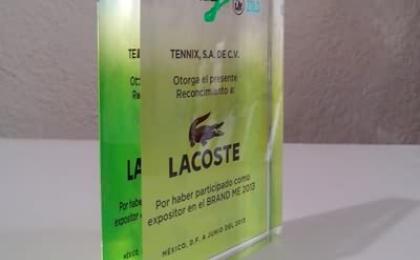 TENNIX, S.A. DE C.V.
Otorga el presente
Reconcimiento a:
LACOSTE
Por haber participado como
expositor en el BRAND ME 2013
MÉXICO, D.F. A JUNIO DEL 2013